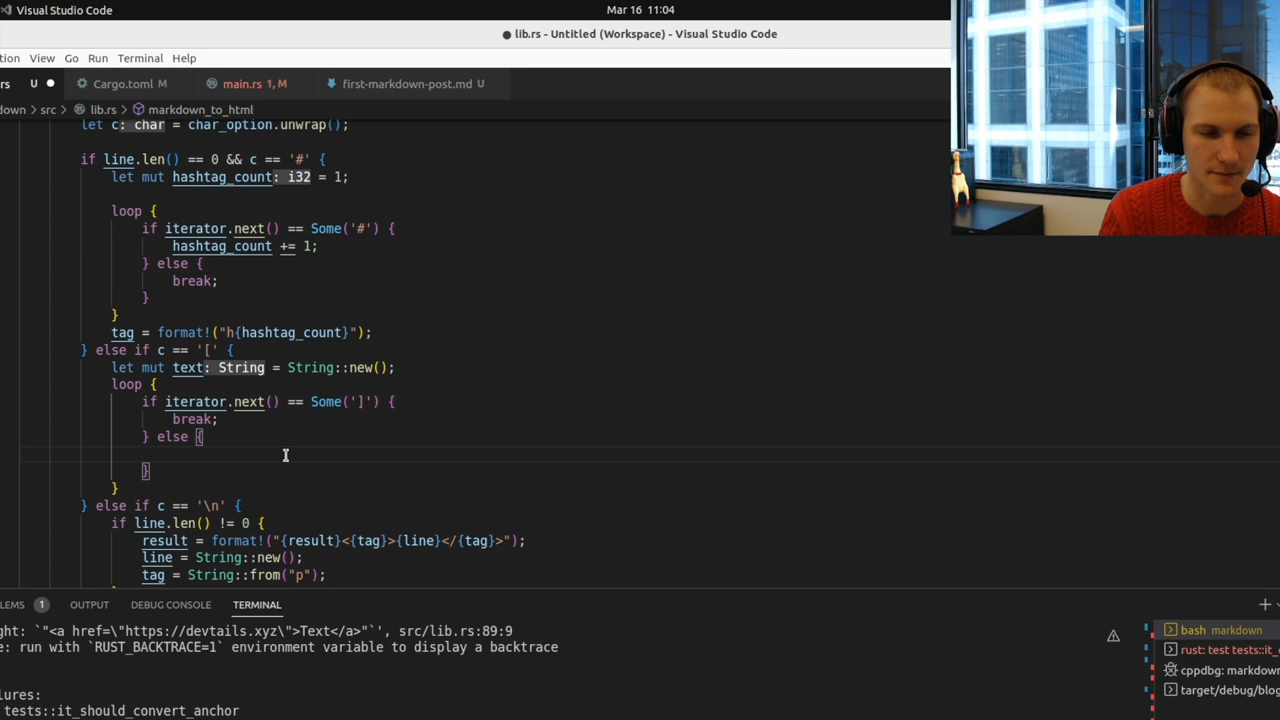 Visual Studio Code
Mar 16 11:04
lib.rs - Untitled (Workspace) - Visual Studio Code
tion View Go Run Terminal Help
rs U Cargo.toml main.rs 1, M first-markdown-post.md U
down > src > lib.rs > markdown_to_html
let c: char = char_option.unwrap();
if line.len() == 0 && c == '#' {
let mut hashtag_count: i32 = 1;
loop {
if iterator.next() == Some('#') {
hashtag_count += 1;
} else {
break;
}
}
tag = format!("h{hashtag_count}");
} else if c == '[' {
let mut text: String = String::new();
loop {
if iterator.next() == Some(']') {
break;
} else {
}
}
} else if c == '\n' {
if line.len() != 0 {
result = format!("{result}<{tag}>{line}</{tag}>");
line = String::new();
tag = String::from("p");
LEMS 1 OUTPUT DEBUG CONSOLE TERMINAL
ght: `"<a href=\"https://devtails.xyz\">Text</a>"`', src/lib.rs:89:9
e: run with `RUST_BACKTRACE=1` environment variable to display a backtrace
lures:
tests::it_should_convert_anchor
bash markdown
rust: test tests::it_c
cppdbg: markdown
target/debug/blog